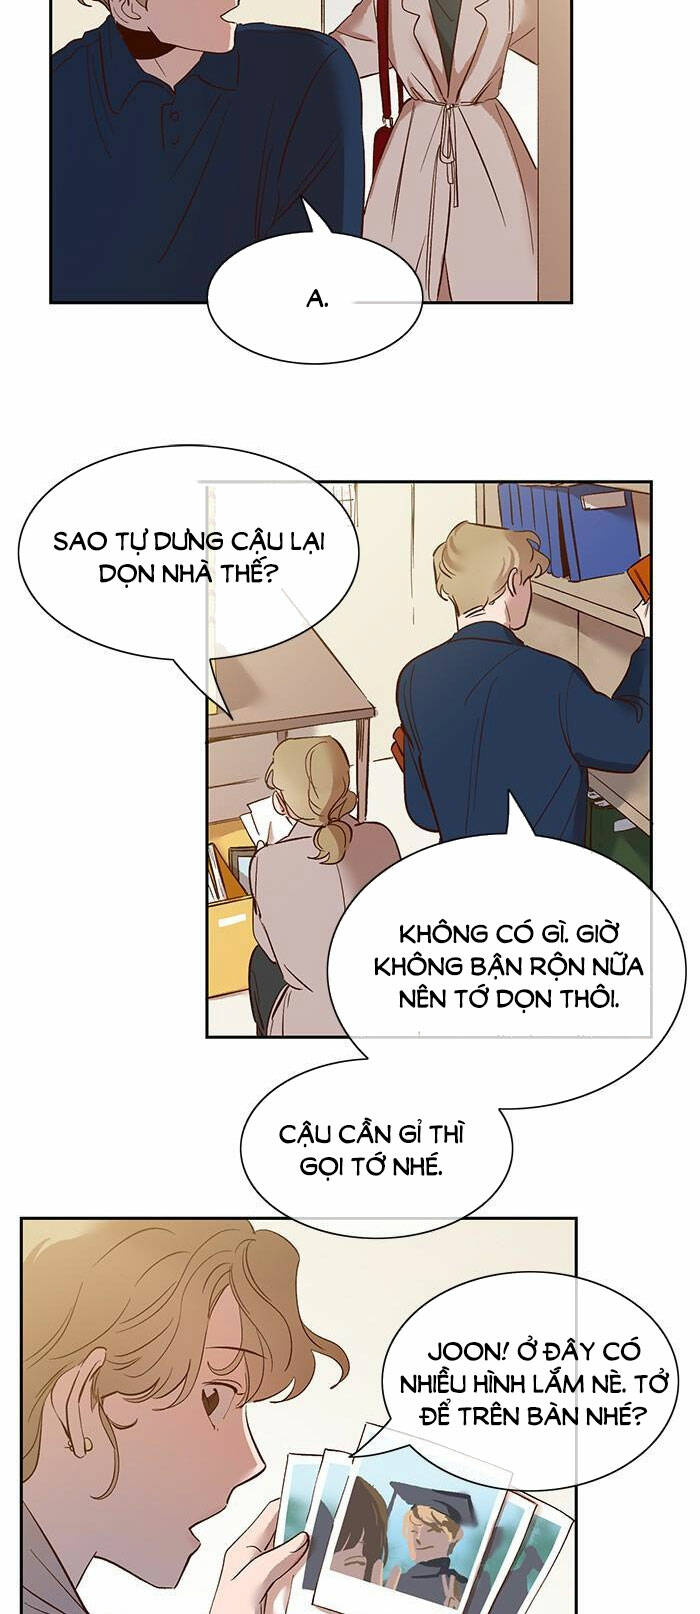 A.
SAO TỰ DƯNG CẬU LẠI
DỌN NHÀ THẾ?
KHÔNG CÓ GÌ. GIỜ
KHÔNG BẬN RỘN NỮA
NÊN TỚ DỌN THÔI.
CẬU CẦN GÌ THÌ
GỌI TỚ NHÉ.
JOON! Ở ĐÂY CÓ
NHIỀU HÌNH LẮM NÈ. TỚ
ĐỂ TRÊN BÀN NHÉ?